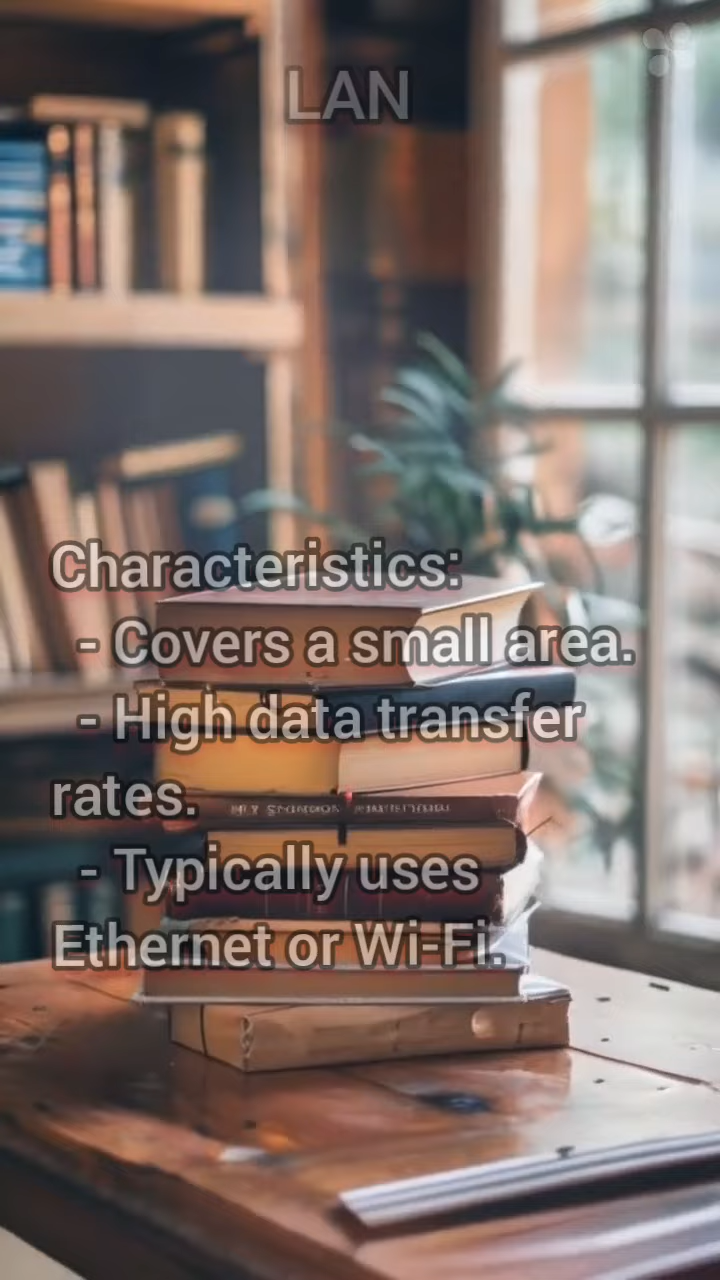 LAN
Characteristics:
- Covers a small area.
- High data transfer
rates.
- Typically uses
Ethernet or Wi-Fi.